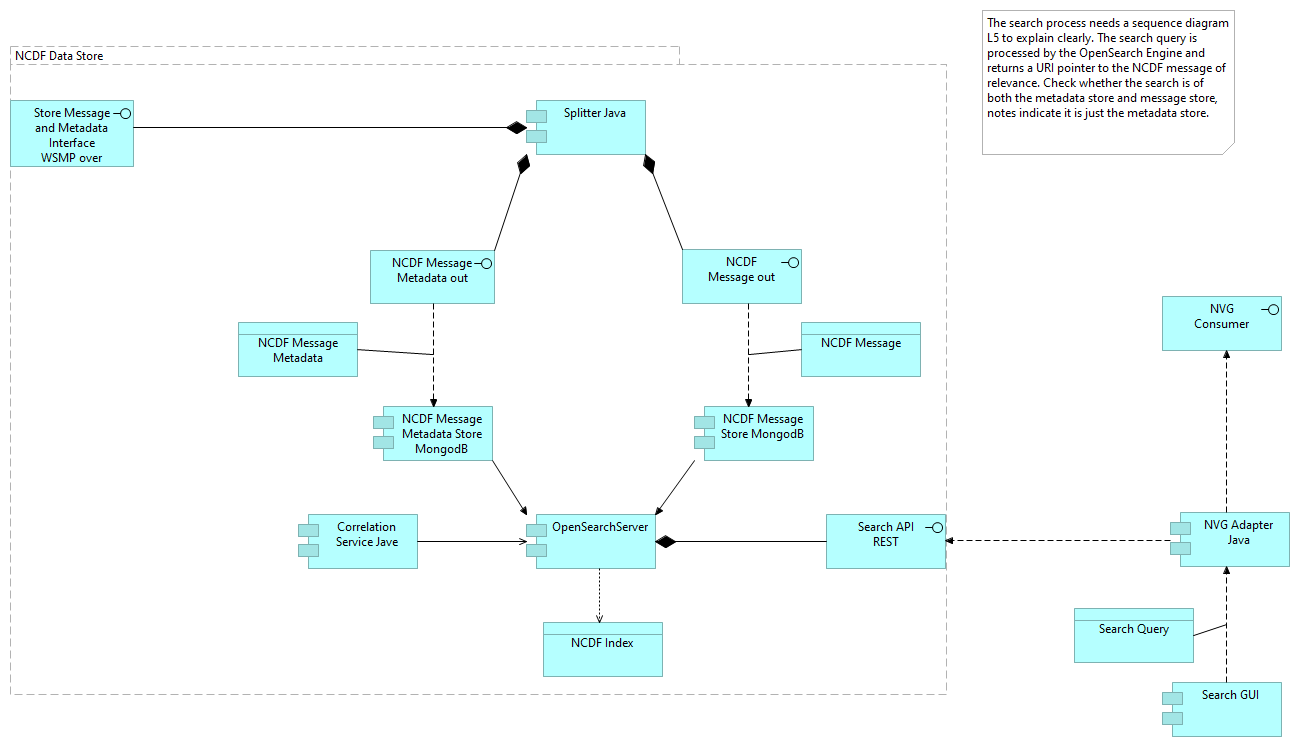 The search process needs a sequence diagram
L5 to explain clearly. The search query is
processed by the OpenSearch Engine and
returns a URI pointer to the NCDF message of
relevance. Check whether the search is of
both the metadata store and message store,
notes indicate it is just the metadata store.
NCDF Data Store
Store Message
and Metadata
Interface
WSMP over
Splitter Java
NCDF Message
Metadata out
NCDF
Message out
NCDF Message
Metadata
NCDF Message
NVG
Consumer
NCDF Message
Metadata Store
MongodB
NCDF Message
Store MongodB
Correlation
Service Jave
OpenSearchServer
Search API
REST
NVG Adapter
Java
NCDF Index
Search Query
Search GUI